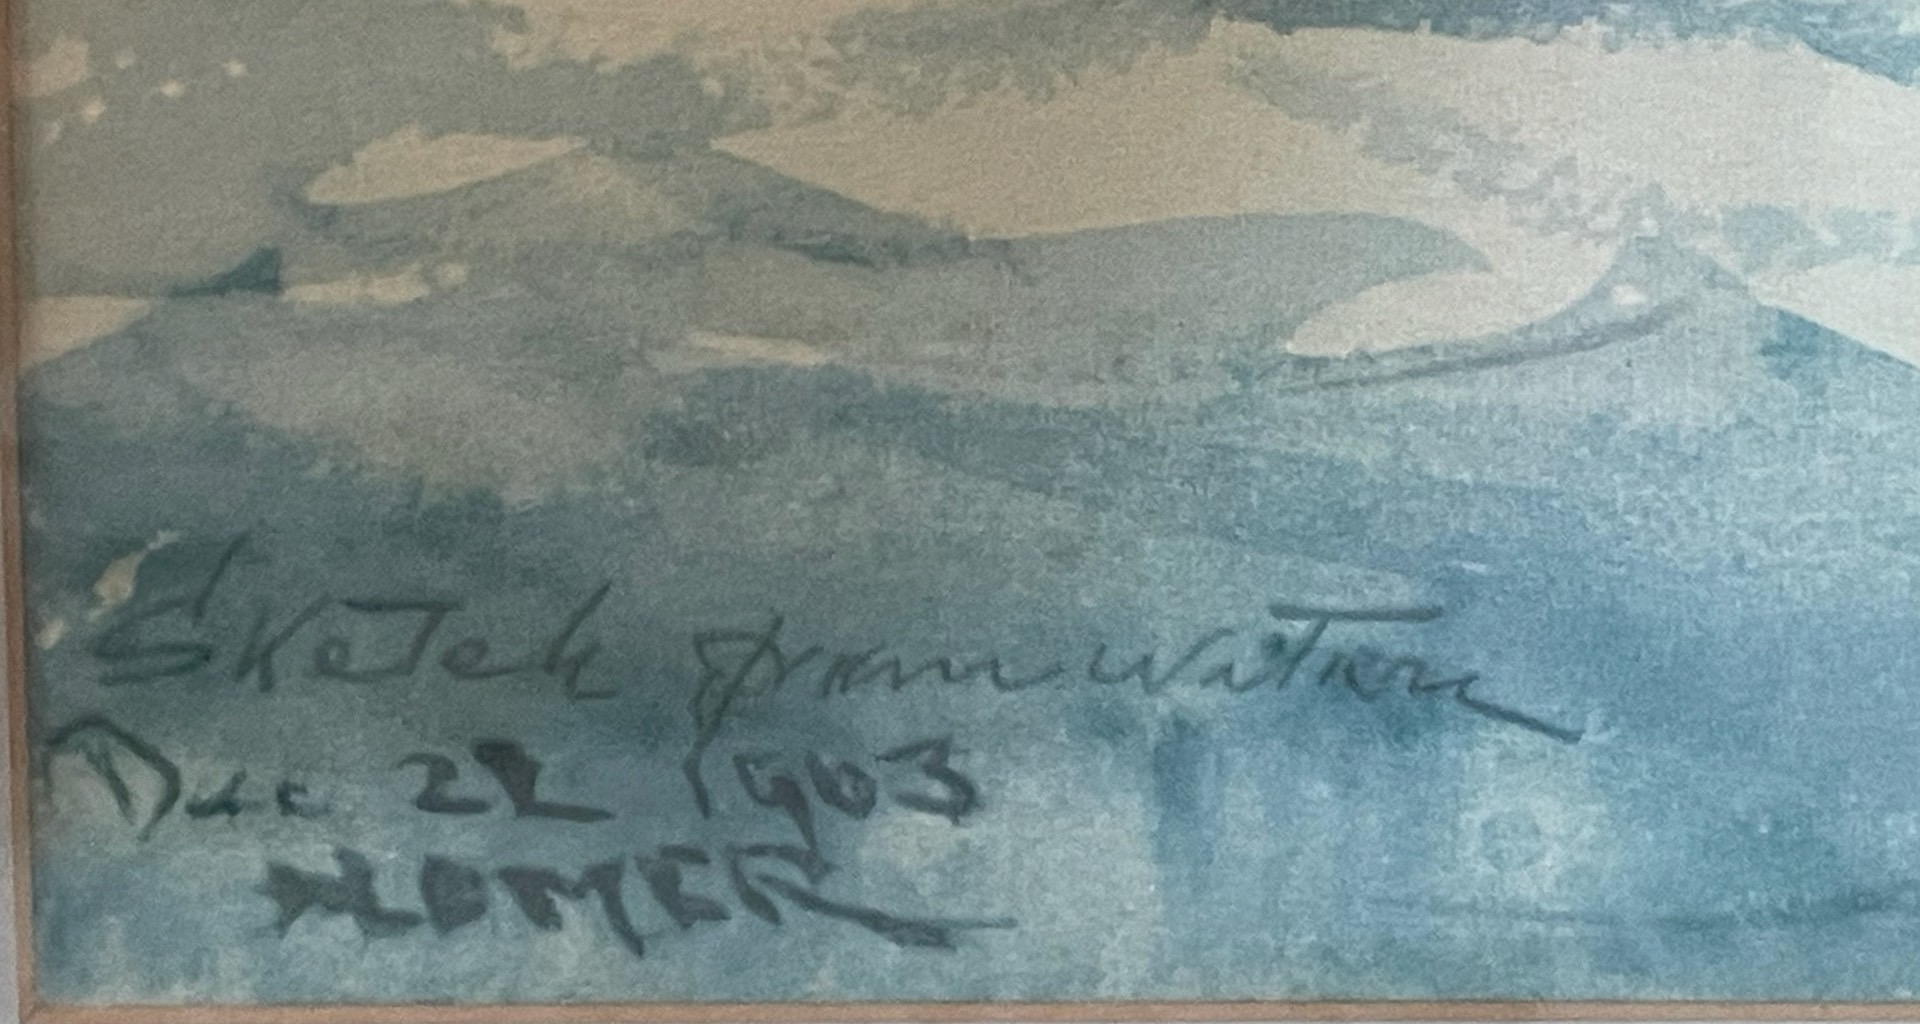 Sketch from Nature
Dec 22 1903
HOMER